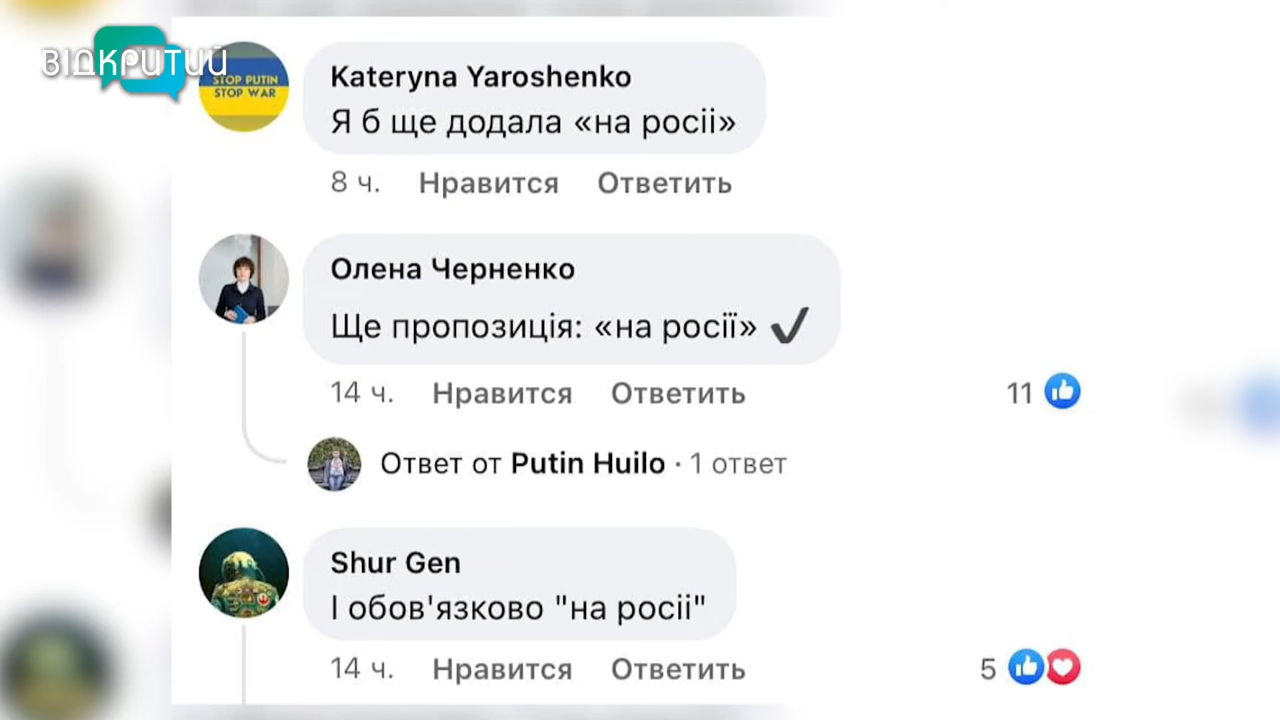 ВІДКРИТИЙ
STOP PUTIN
STOP WAR
Kateryna Yaroshenko
Я б ще додала «на росіі»
8 ч. Нравится Ответить
Олена Черненко
Ще пропозиція: «на росії» ✔
14 ч. Нравится Ответить 11
Ответ от Putin Huilo · 1 ответ
Shur Gen
І обов'язково "на росіі"
14 ч. Нравится Ответить 5